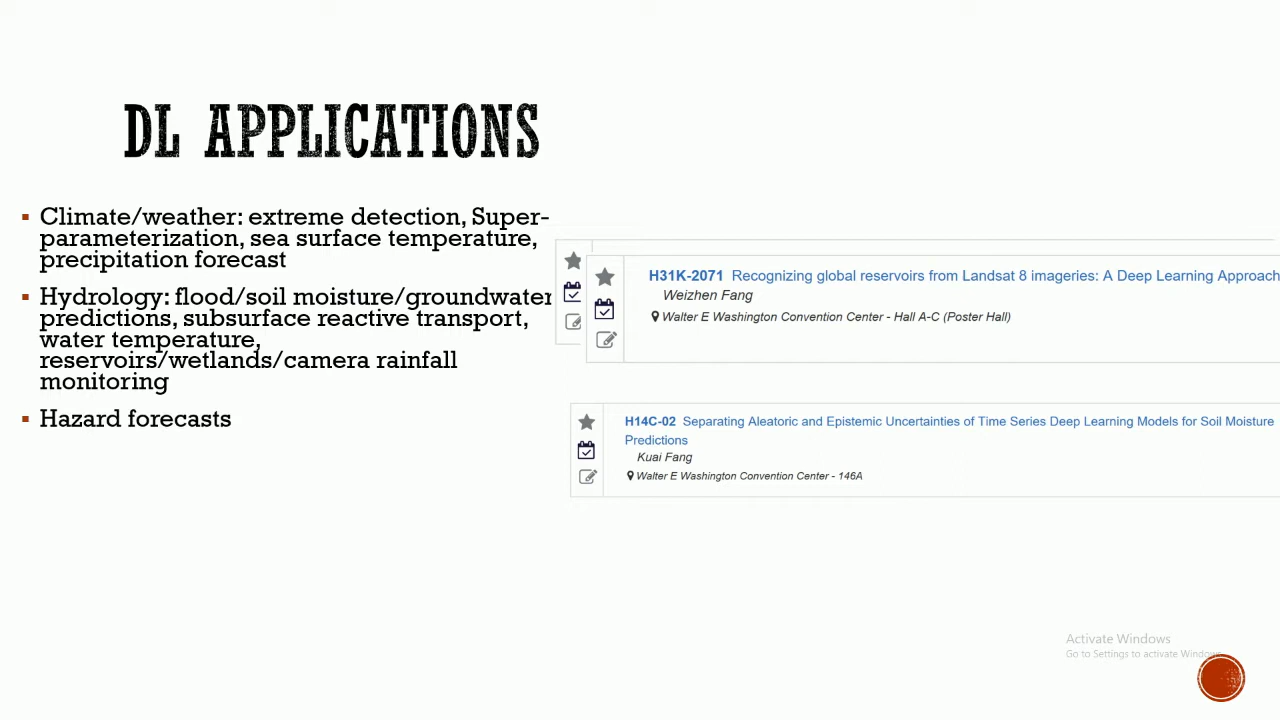 DL APPLICATIONS
▪ Climate/weather: extreme detection, Super-
parameterization, sea surface temperature,
precipitation forecast
▪ Hydrology: flood/soil moisture/groundwater
predictions, subsurface reactive transport,
water temperature,
reservoirs/wetlands/camera rainfall
monitoring
▪ Hazard forecasts
H31K-2071 Recognizing global reservoirs from Landsat 8 imageries: A Deep Learning Approach
Weizhen Fang
Walter E Washington Convention Center - Hall A-C (Poster Hall)
H14C-02 Separating Aleatoric and Epistemic Uncertainties of Time Series Deep Learning Models for Soil Moisture
Predictions
Kuai Fang
Walter E Washington Convention Center - 146A
Activate Windows
Go to Settings to activate Windows.